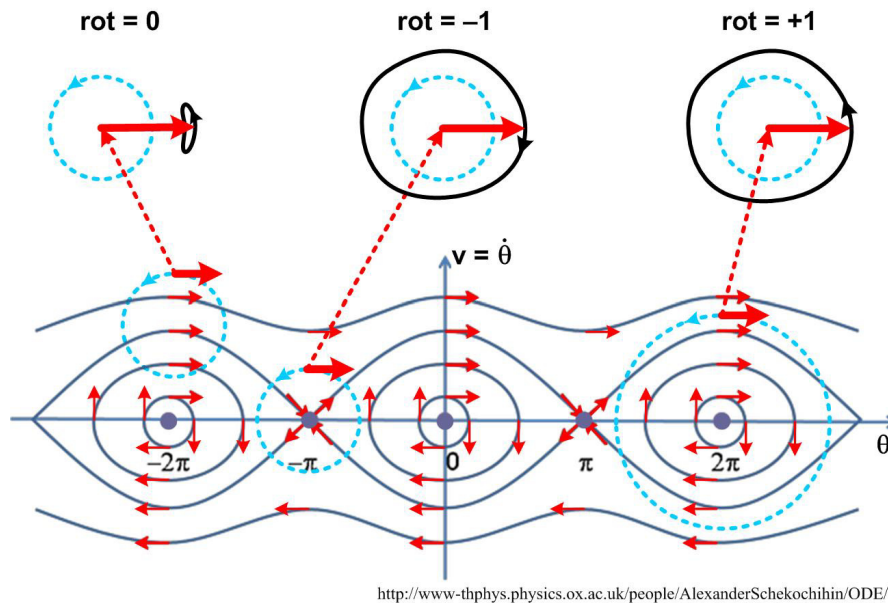 rot = 0
rot = –1
rot = +1
v = θ̇
–2π
–π
0
π
2π
θ
http://www-thphys.physics.ox.ac.uk/people/AlexanderSchekochihin/ODE/